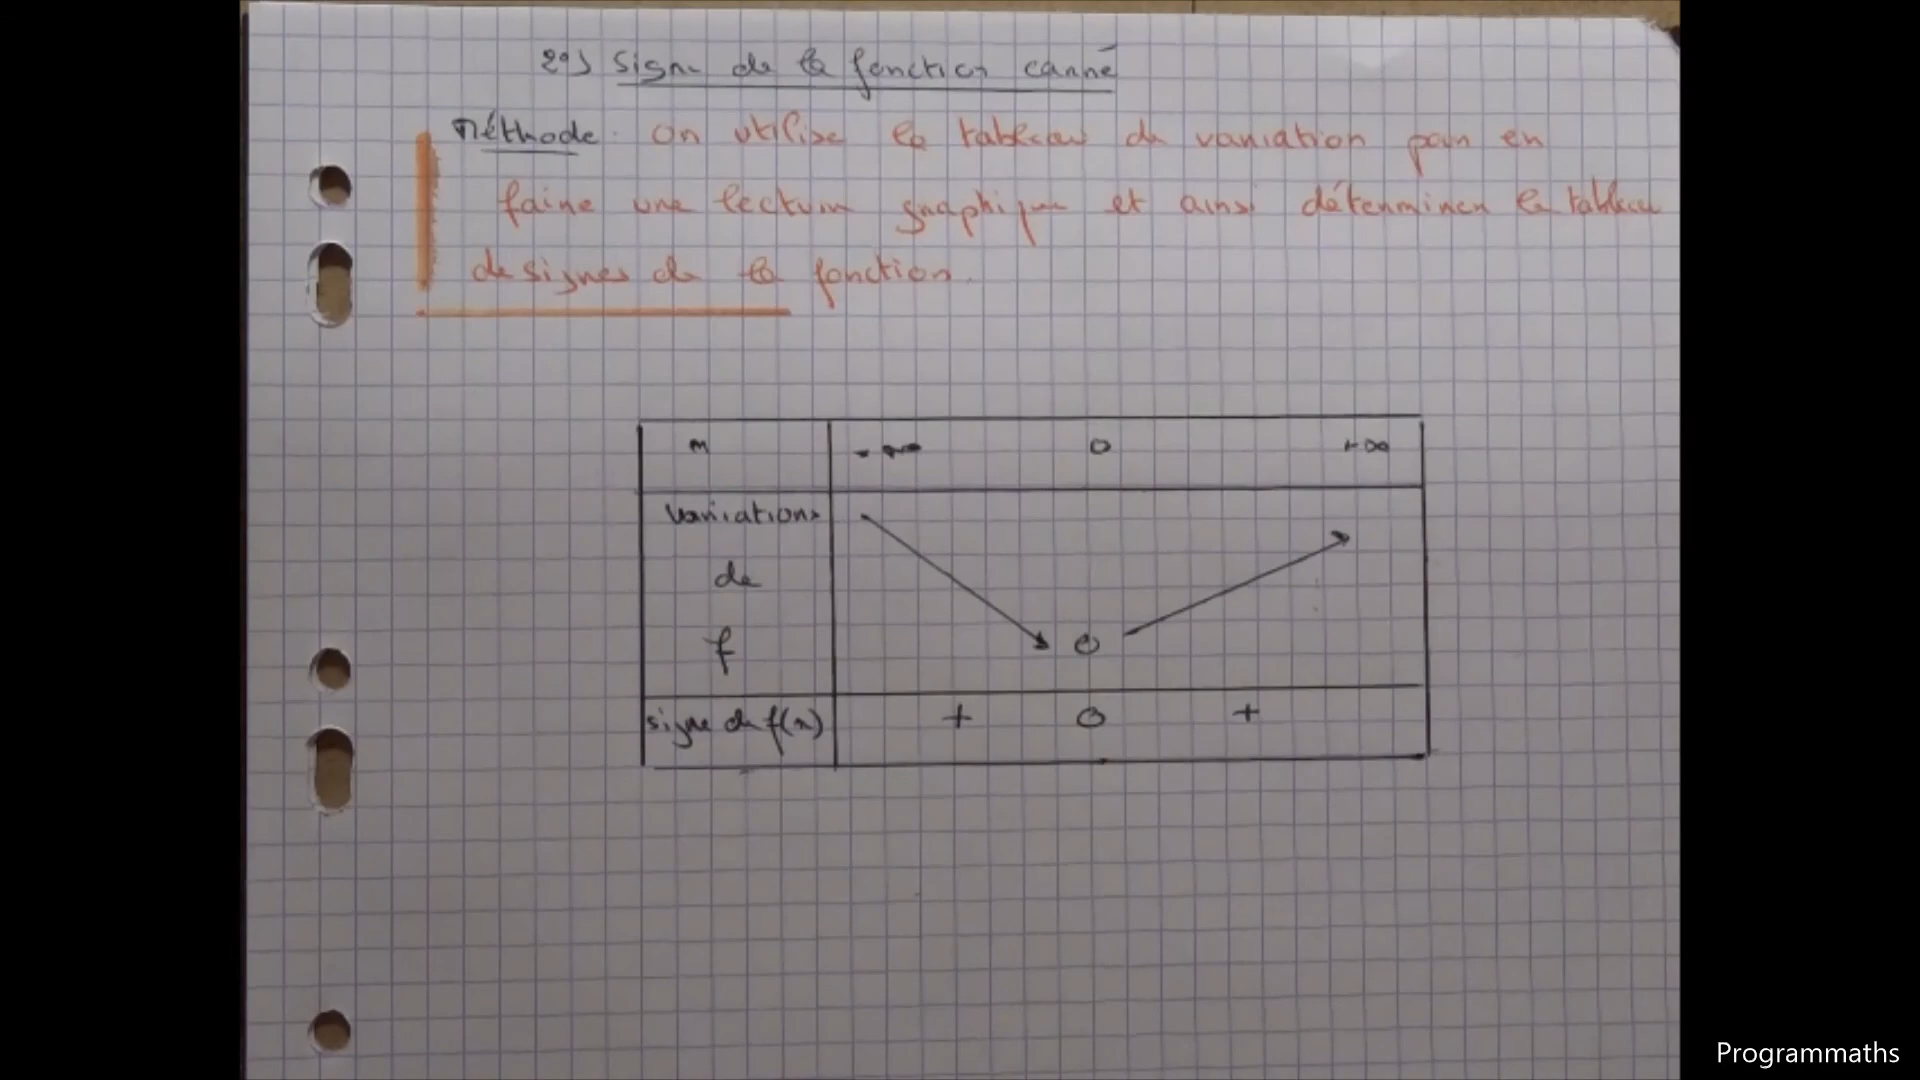 2°) Signe de la fonction carré
Méthode : On utilise le tableau de variation pour en
faire une lecture graphique et ainsi déterminer le tableau
de signes de la fonction.
x -∞ 0 +∞
variations
de
f 0
signe de f(x) + 0 +
Programmaths